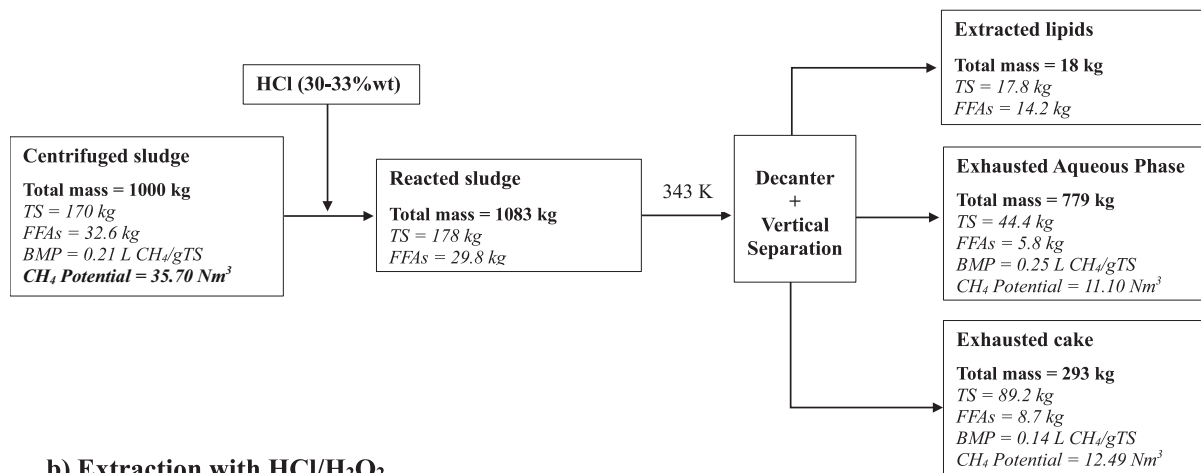 HCl (30-33%wt)
Centrifuged sludge
Total mass = 1000 kg
TS = 170 kg
FFAs = 32.6 kg
BMP = 0.21 L CH₄/gTS
CH₄ Potential = 35.70 Nm³
Reacted sludge
Total mass = 1083 kg
TS = 178 kg
FFAs = 29.8 kg
343 K
Decanter
+
Vertical
Separation
Extracted lipids
Total mass = 18 kg
TS = 17.8 kg
FFAs = 14.2 kg
Exhausted Aqueous Phase
Total mass = 779 kg
TS = 44.4 kg
FFAs = 5.8 kg
BMP = 0.25 L CH₄/gTS
CH₄ Potential = 11.10 Nm³
Exhausted cake
Total mass = 293 kg
TS = 89.2 kg
FFAs = 8.7 kg
BMP = 0.14 L CH₄/gTS
CH₄ Potential = 12.49 Nm³
b) Extraction with HCl/H₂O₂